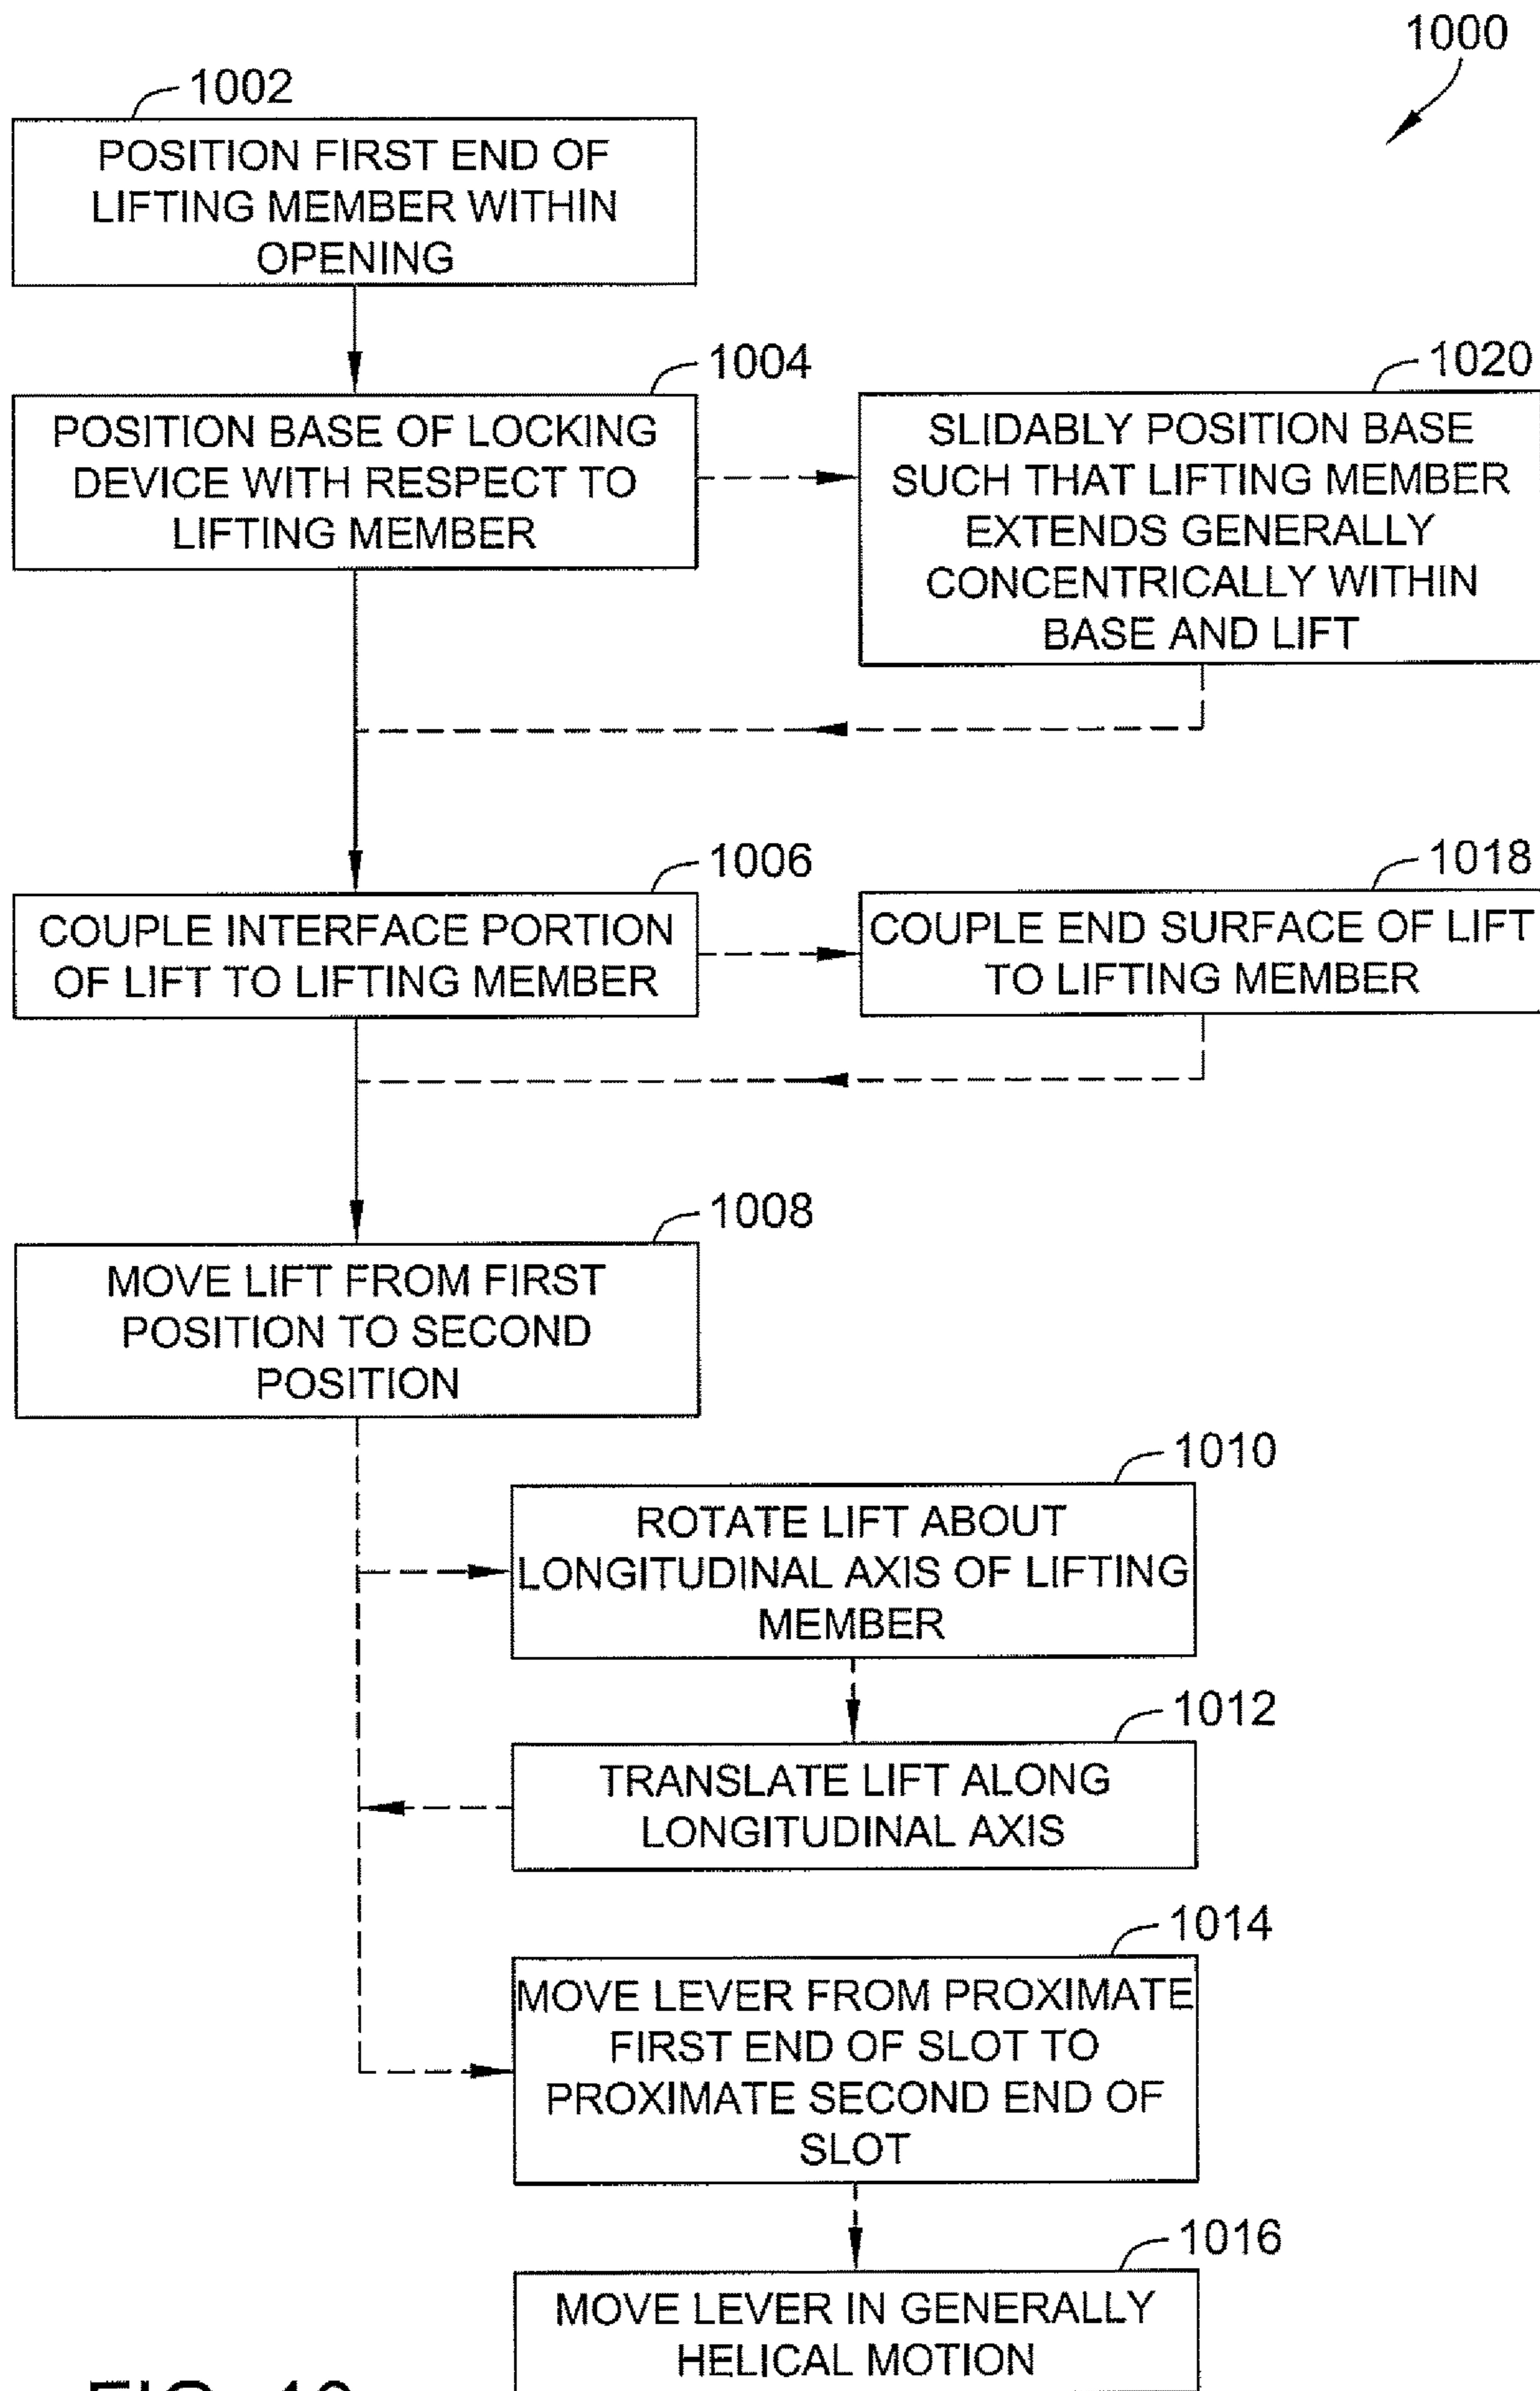 1000
1002
POSITION FIRST END OF
LIFTING MEMBER WITHIN
OPENING
1004
POSITION BASE OF LOCKING
DEVICE WITH RESPECT TO
LIFTING MEMBER
1020
SLIDABLY POSITION BASE
SUCH THAT LIFTING MEMBER
EXTENDS GENERALLY
CONCENTRICALLY WITHIN
BASE AND LIFT
1006
COUPLE INTERFACE PORTION
OF LIFT TO LIFTING MEMBER
1018
COUPLE END SURFACE OF LIFT
TO LIFTING MEMBER
1008
MOVE LIFT FROM FIRST
POSITION TO SECOND
POSITION
1010
ROTATE LIFT ABOUT
LONGITUDINAL AXIS OF LIFTING
MEMBER
1012
TRANSLATE LIFT ALONG
LONGITUDINAL AXIS
1014
MOVE LEVER FROM PROXIMATE
FIRST END OF SLOT TO
PROXIMATE SECOND END OF
SLOT
1016
MOVE LEVER IN GENERALLY
HELICAL MOTION